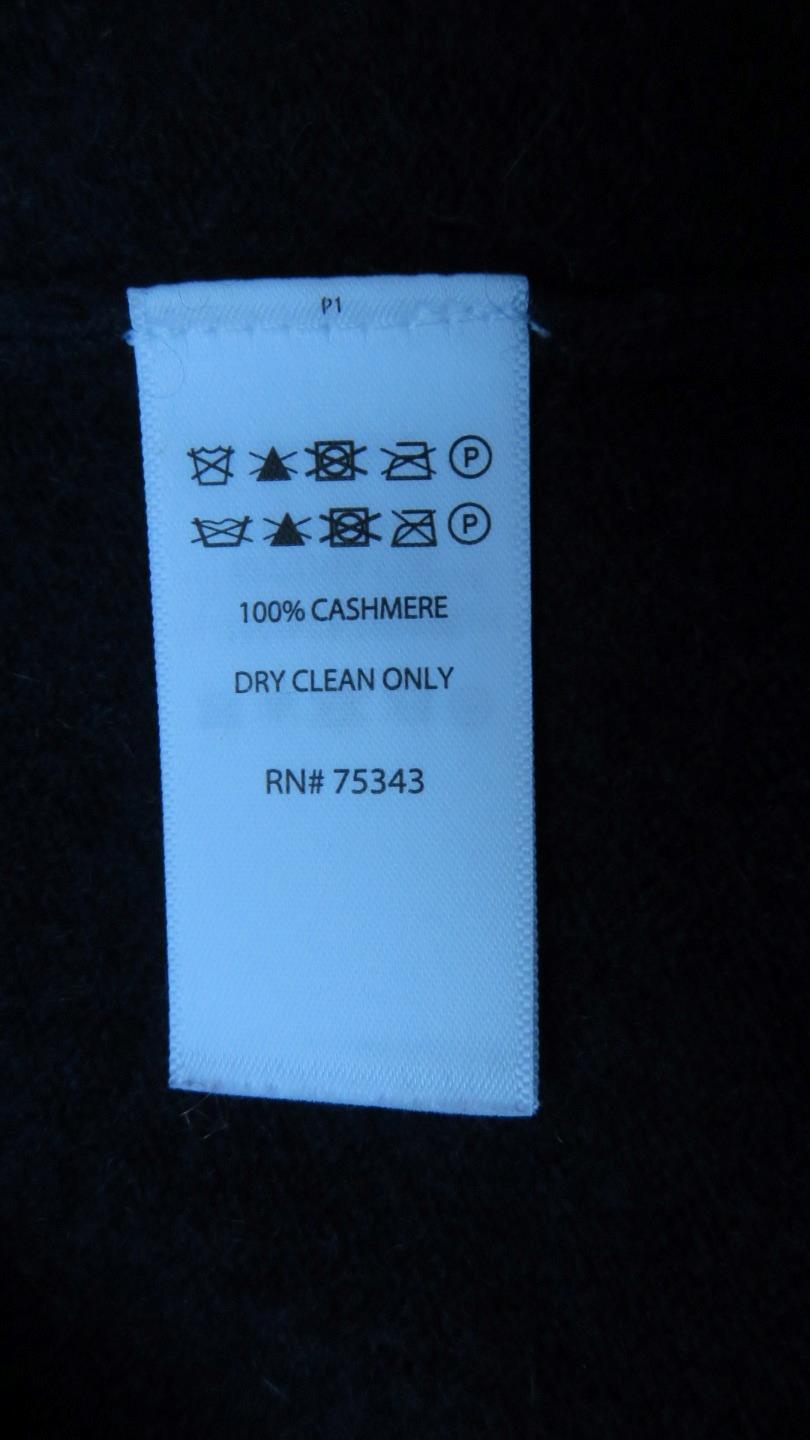 P1
P
P
100% CASHMERE
DRY CLEAN ONLY
RN# 75343